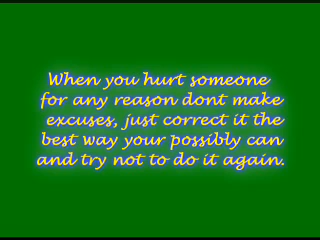 When you hurt someone
for any reason dont make
excuses, just correct it the
best way your possibly can
and try not to do it again.